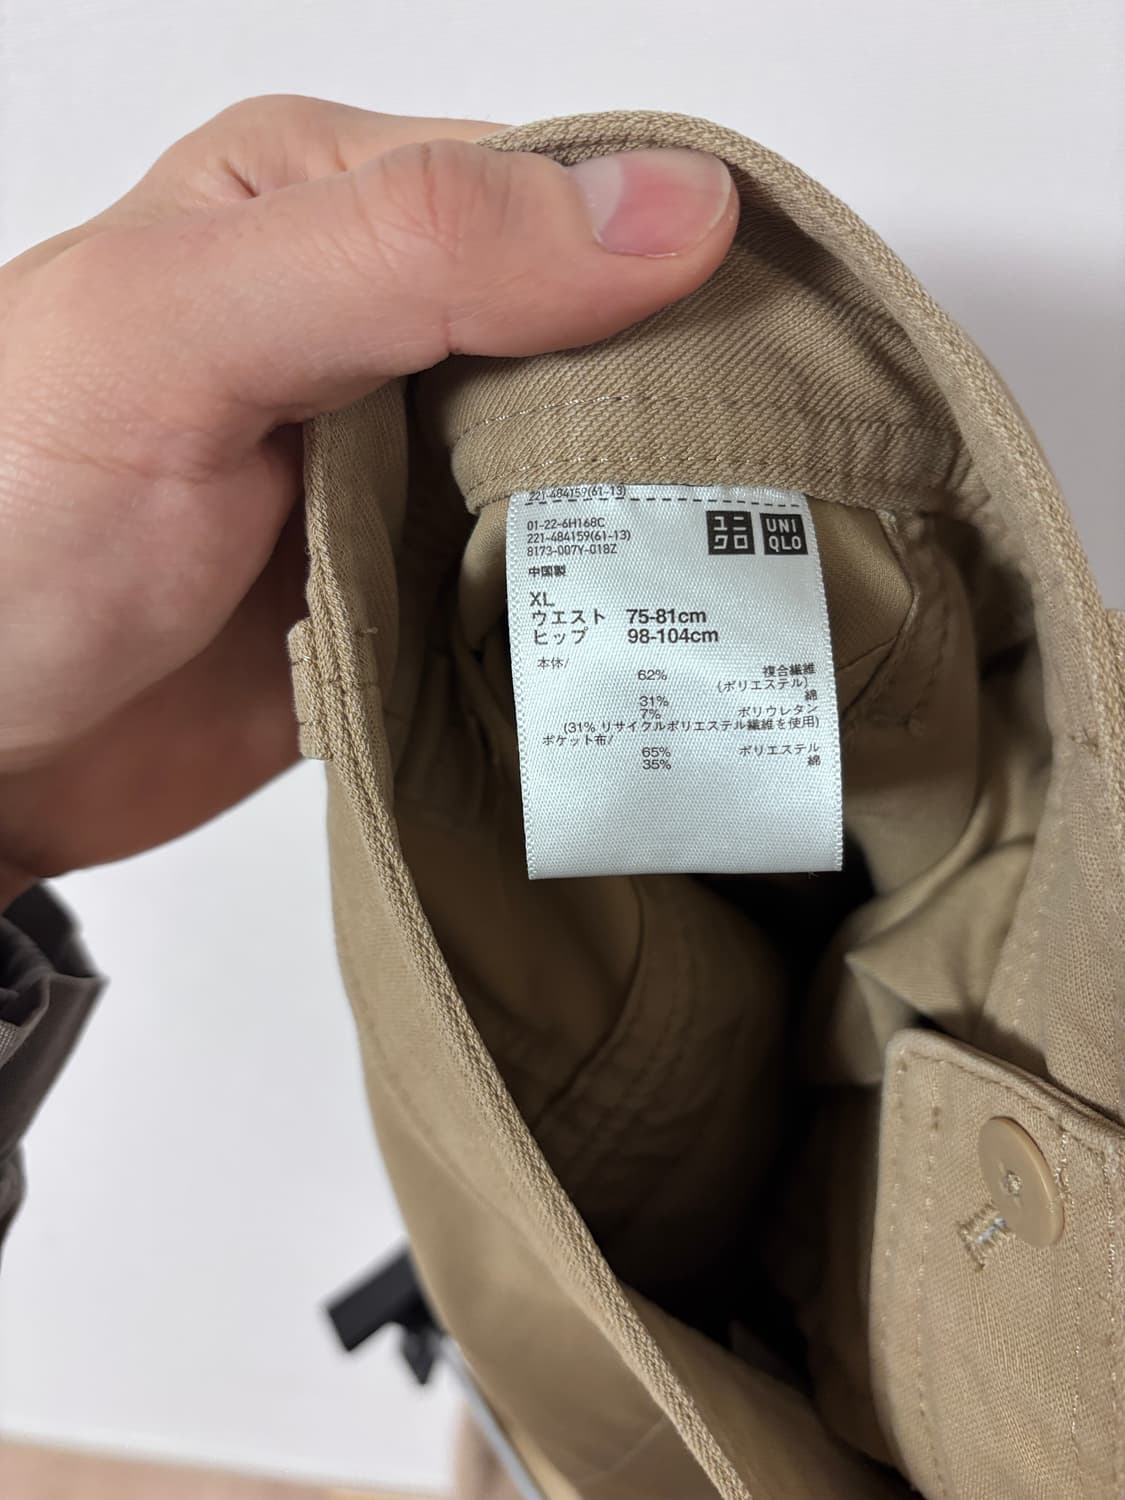 221-484159(61-13)
01-22-6H168C
221-484159(61-13)
8173-007Y-018Z
ユニクロ
UNIQLO
中国製
XL
ウエスト 75-81cm
ヒップ 98-104cm
本体/
62% 複合繊維
(ポリエステル)
31% 綿
7% ポリウレタン
(31% リサイクルポリエステル繊維を使用)
ポケット布/
65% ポリエステル
35% 綿